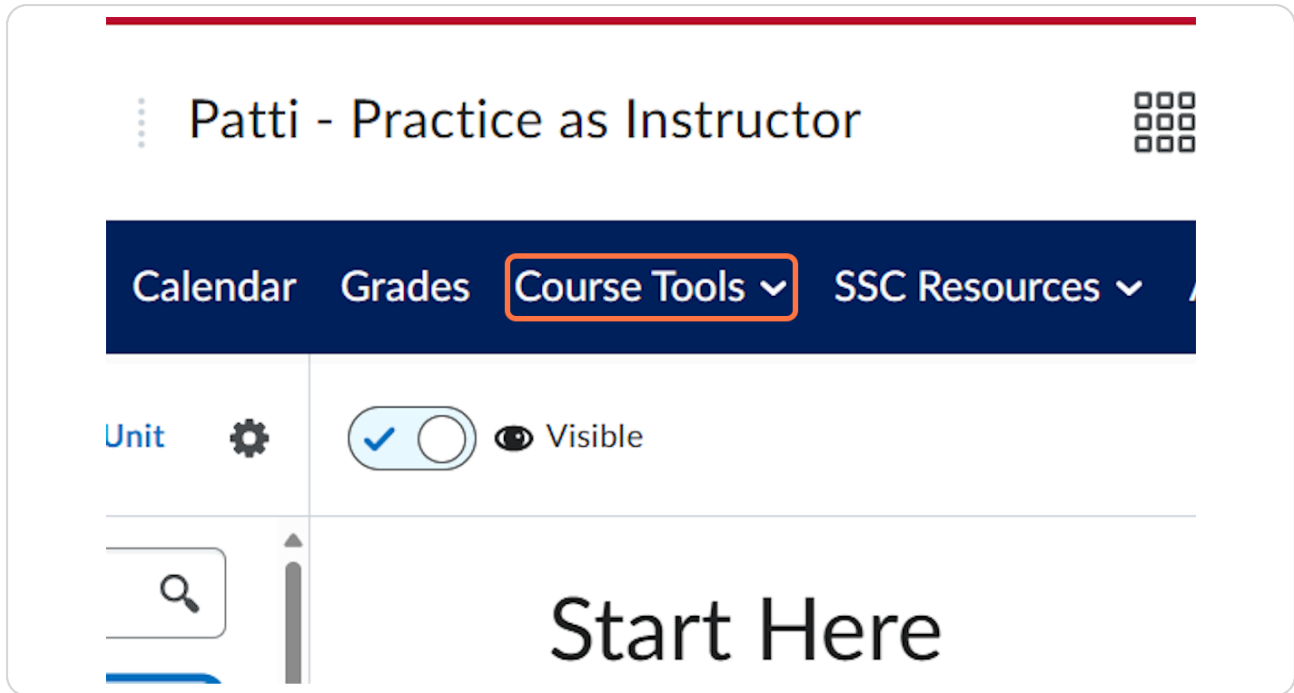 Patti - Practice as Instructor
Calendar Grades Course Tools SSC Resources
Unit Visible
Start Here